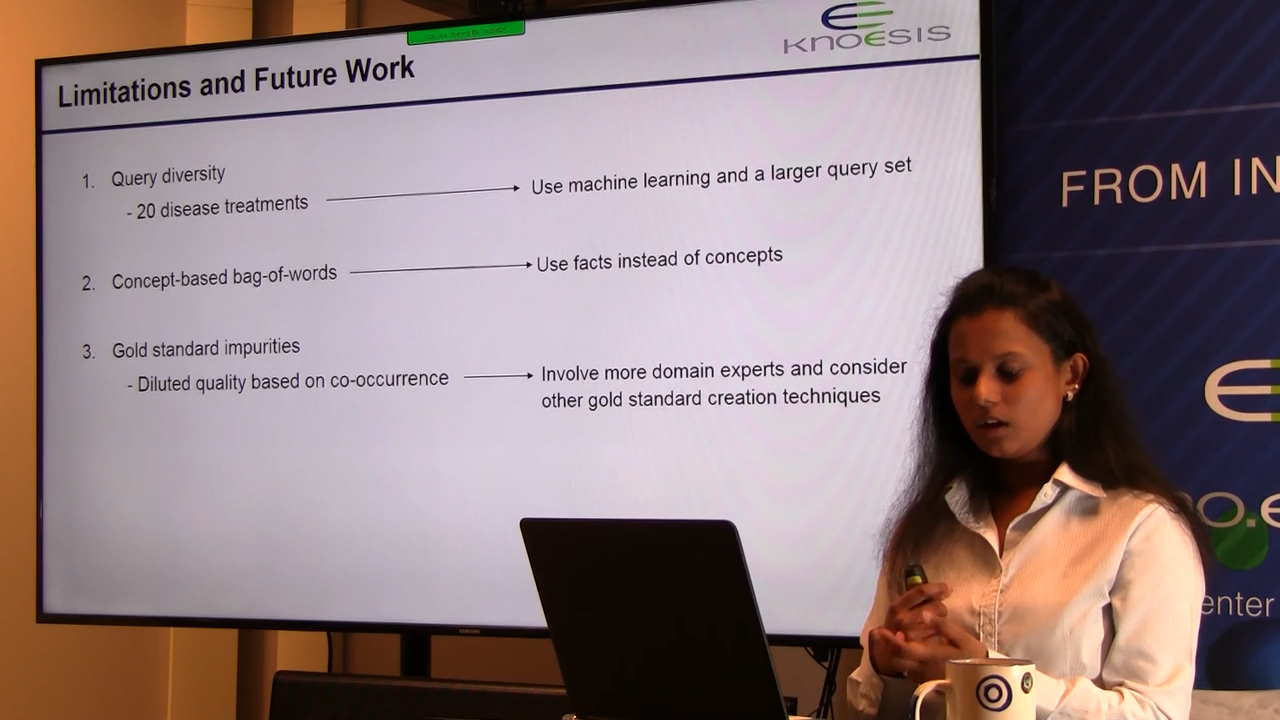 KNOESIS
Limitations and Future Work
1. Query diversity
- 20 disease treatments
Use machine learning and a larger query set
2. Concept-based bag-of-words
Use facts instead of concepts
3. Gold standard impurities
- Diluted quality based on co-occurrence
Involve more domain experts and consider
other gold standard creation techniques
FROM IN
o.e
enter
SAMSUNG